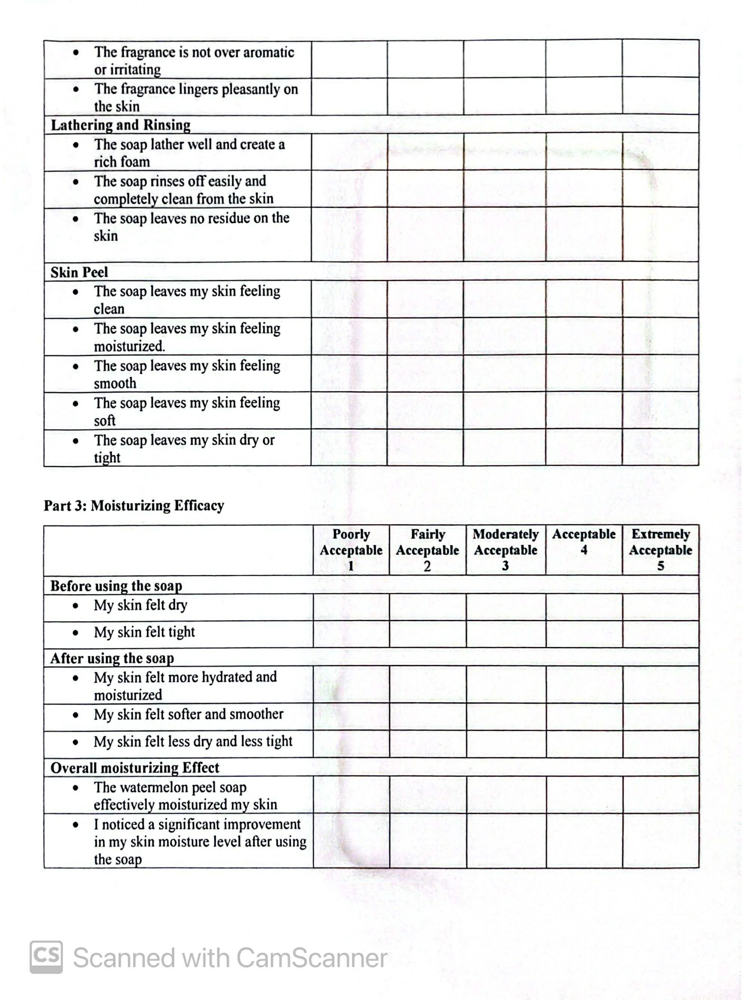 • The fragrance is not over aromatic
or irritating
• The fragrance lingers pleasantly on
the skin
Lathering and Rinsing
• The soap lather well and create a
rich foam
• The soap rinses off easily and
completely clean from the skin
• The soap leaves no residue on the
skin
Skin Peel
• The soap leaves my skin feeling
clean
• The soap leaves my skin feeling
moisturized.
• The soap leaves my skin feeling
smooth
• The soap leaves my skin feeling
soft
• The soap leaves my skin dry or
tight
Part 3: Moisturizing Efficacy
Poorly Fairly Moderately Acceptable Extremely
Acceptable Acceptable Acceptable 4 Acceptable
1 2 3 5
Before using the soap
• My skin felt dry
• My skin felt tight
After using the soap
• My skin felt more hydrated and
moisturized
• My skin felt softer and smoother
• My skin felt less dry and less tight
Overall moisturizing Effect
• The watermelon peel soap
effectively moisturized my skin
• I noticed a significant improvement
in my skin moisture level after using
the soap
CS Scanned with CamScanner